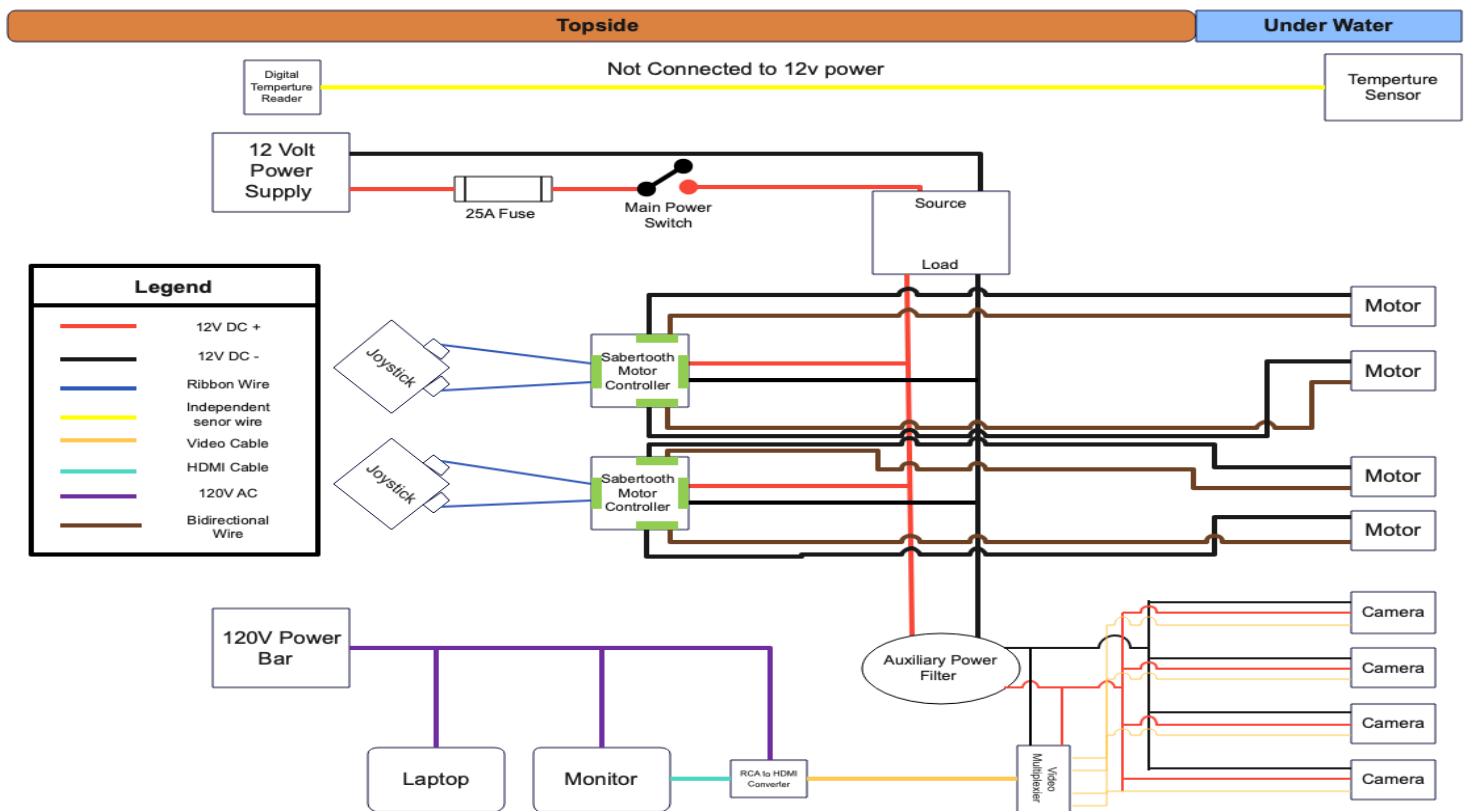 Topside
Under Water
Not Connected to 12v power
Digital
Temperture
Reader
Temperture
Sensor
12 Volt
Power
Supply
25A Fuse
Main Power
Switch
Source
Load
Legend
12V DC +
12V DC -
Ribbon Wire
Independent
senor wire
Video Cable
HDMI Cable
120V AC
Bidirectional
Wire
Joystick
Sabertooth
Motor
Controller
Motor
Motor
Joystick
Sabertooth
Motor
Controller
Motor
Motor
120V Power
Bar
Auxiliary Power
Filter
Camera
Camera
Camera
Camera
Laptop
Monitor
RCA to HDMI
Converter
Video
Multiplexier